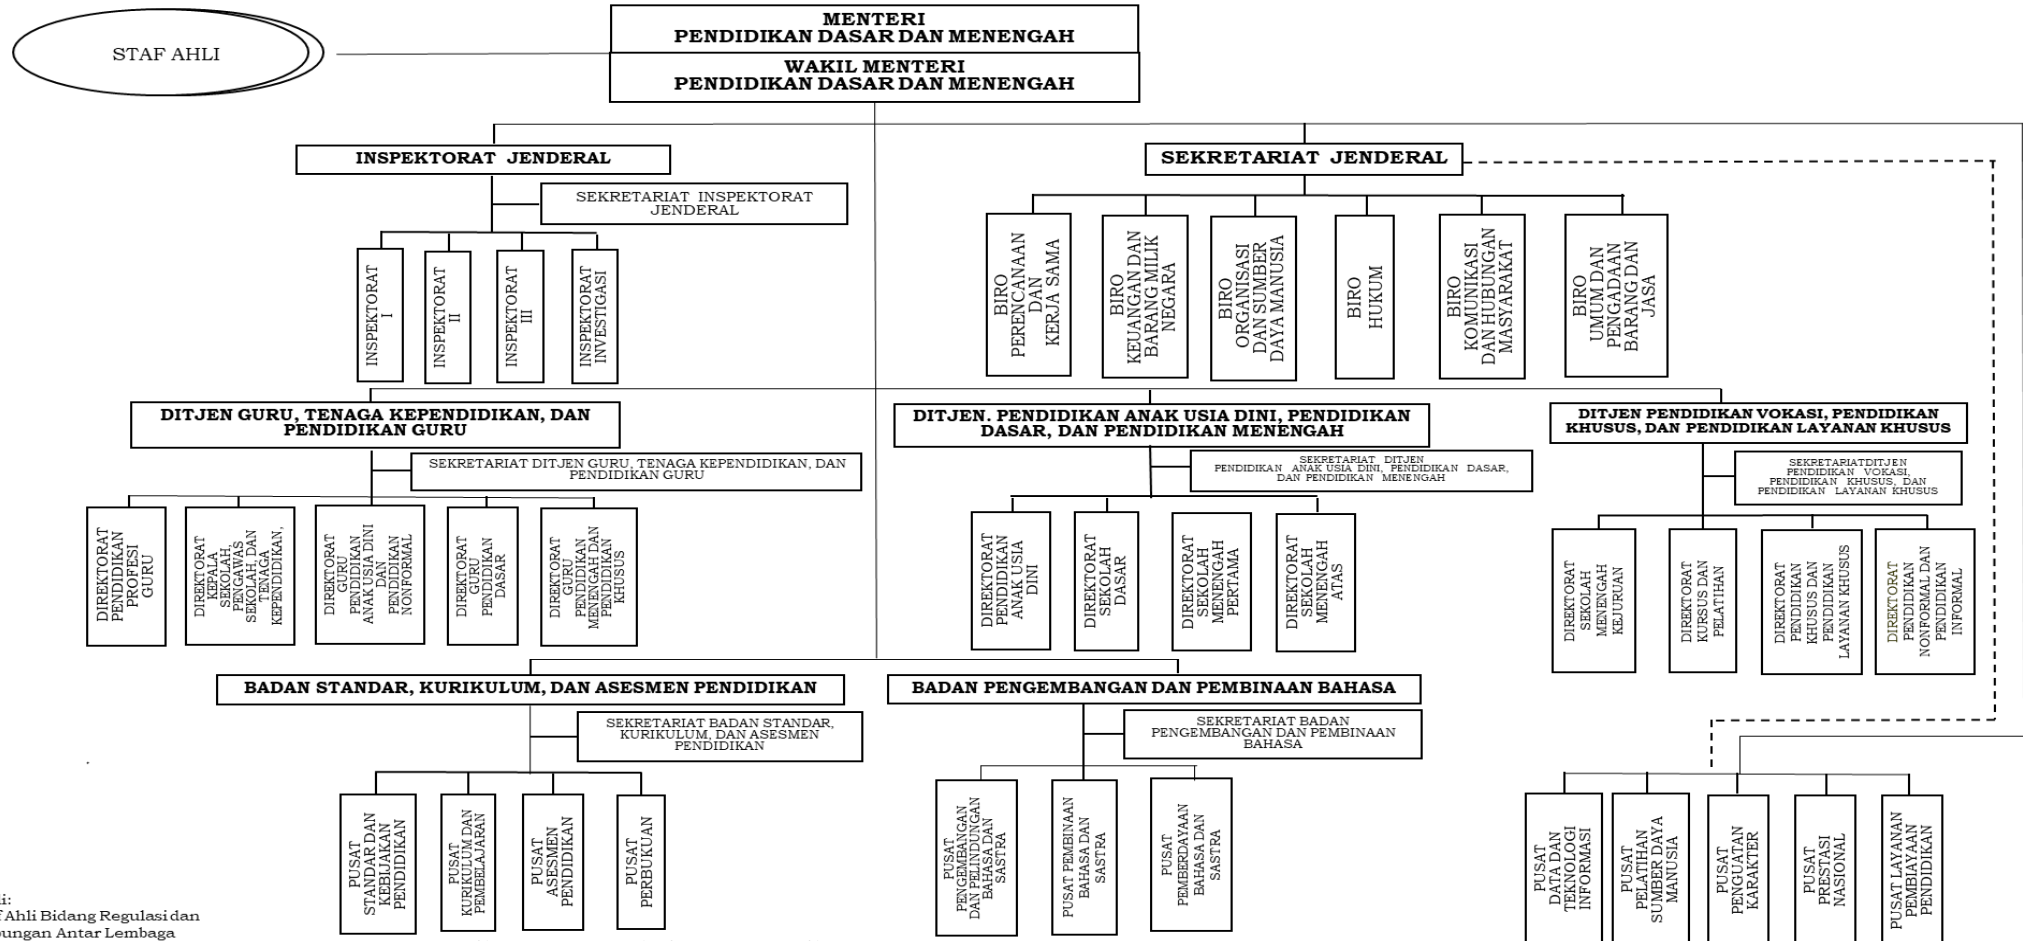 STAF AHLI
MENTERI
PENDIDIKAN DASAR DAN MENENGAH
WAKIL MENTERI
PENDIDIKAN DASAR DAN MENENGAH
INSPEKTORAT JENDERAL
SEKRETARIAT INSPEKTORAT
JENDERAL
INSPEKTORAT
I
INSPEKTORAT
II
INSPEKTORAT
III
INSPEKTORAT
INVESTIGASI
SEKRETARIAT JENDERAL
BIRO
PERENCANAAN
DAN
KERJA SAMA
BIRO
KEUANGAN DAN
BARANG MILIK
NEGARA
BIRO
ORGANISASI
DAN SUMBER
DAYA MANUSIA
BIRO
HUKUM
BIRO
KOMUNIKASI
DAN HUBUNGAN
MASYARAKAT
BIRO
UMUM DAN
PENGADAAN
BARANG DAN
JASA
DITJEN GURU, TENAGA KEPENDIDIKAN, DAN
PENDIDIKAN GURU
SEKRETARIAT DITJEN GURU, TENAGA KEPENDIDIKAN, DAN
PENDIDIKAN GURU
DIREKTORAT
PENDIDIKAN
PROFESI
GURU
DIREKTORAT
KEPALA
SEKOLAH,
PENGAWAS
SEKOLAH, DAN
TENAGA
KEPENDIDIKAN,
DIREKTORAT
GURU
PENDIDIKAN
ANAK USIA DINI
DAN
PENDIDIKAN
NONFORMAL
DIREKTORAT
GURU
PENDIDIKAN
DASAR
DIREKTORAT
GURU
PENDIDIKAN
MENENGAH DAN
PENDIDIKAN
KHUSUS
DITJEN. PENDIDIKAN ANAK USIA DINI, PENDIDIKAN
DASAR, DAN PENDIDIKAN MENENGAH
SEKRETARIAT DITJEN
PENDIDIKAN ANAK USIA DINI, PENDIDIKAN DASAR,
DAN PENDIDIKAN MENENGAH
DIREKTORAT
PENDIDIKAN
ANAK USIA
DINI
DIREKTORAT
SEKOLAH
DASAR
DIREKTORAT
SEKOLAH
MENENGAH
PERTAMA
DIREKTORAT
SEKOLAH
MENENGAH
ATAS
DITJEN PENDIDIKAN VOKASI, PENDIDIKAN
KHUSUS, DAN PENDIDIKAN LAYANAN KHUSUS
SEKRETARIATDITJEN
PENDIDIKAN VOKASI,
PENDIDIKAN KHUSUS, DAN
PENDIDIKAN LAYANAN KHUSUS
DIREKTORAT
SEKOLAH
MENENGAH
KEJURUAN
DIREKTORAT
KURSUS DAN
PELATIHAN
DIREKTORAT
PENDIDIKAN
KHUSUS DAN
PENDIDIKAN
LAYANAN KHUSUS
DIREKTORAT
PENDIDIKAN
NONFORMAL DAN
PENDIDIKAN
INFORMAL
BADAN STANDAR, KURIKULUM, DAN ASESMEN PENDIDIKAN
SEKRETARIAT BADAN STANDAR,
KURIKULUM, DAN ASESMEN
PENDIDIKAN
PUSAT
STANDAR DAN
KEBIJAKAN
PENDIDIKAN
PUSAT
KURIKULUM DAN
PEMBELAJARAN
PUSAT
ASESMEN
PENDIDIKAN
PUSAT
PERBUKUAN
BADAN PENGEMBANGAN DAN PEMBINAAN BAHASA
SEKRETARIAT BADAN
PENGEMBANGAN DAN PEMBINAAN
BAHASA
PUSAT
PENGEMBANGAN
DAN PELINDUNGAN
BAHASA DAN
SASTRA
PUSAT PEMBINAAN
BAHASA DAN
SASTRA
PUSAT
PEMBERDAYAAN
BAHASA DAN
SASTRA
PUSAT
DATA DAN
TEKNOLOGI
INFORMASI
PUSAT
PELATIHAN
SUMBER DAYA
MANUSIA
PUSAT
PENGUATAN
KARAKTER
PUSAT
PRESTASI
NASIONAL
PUSAT LAYANAN
PEMBIAYAAN
PENDIDIKAN
li:
f Ahli Bidang Regulasi dan
ungan Antar Lembaga